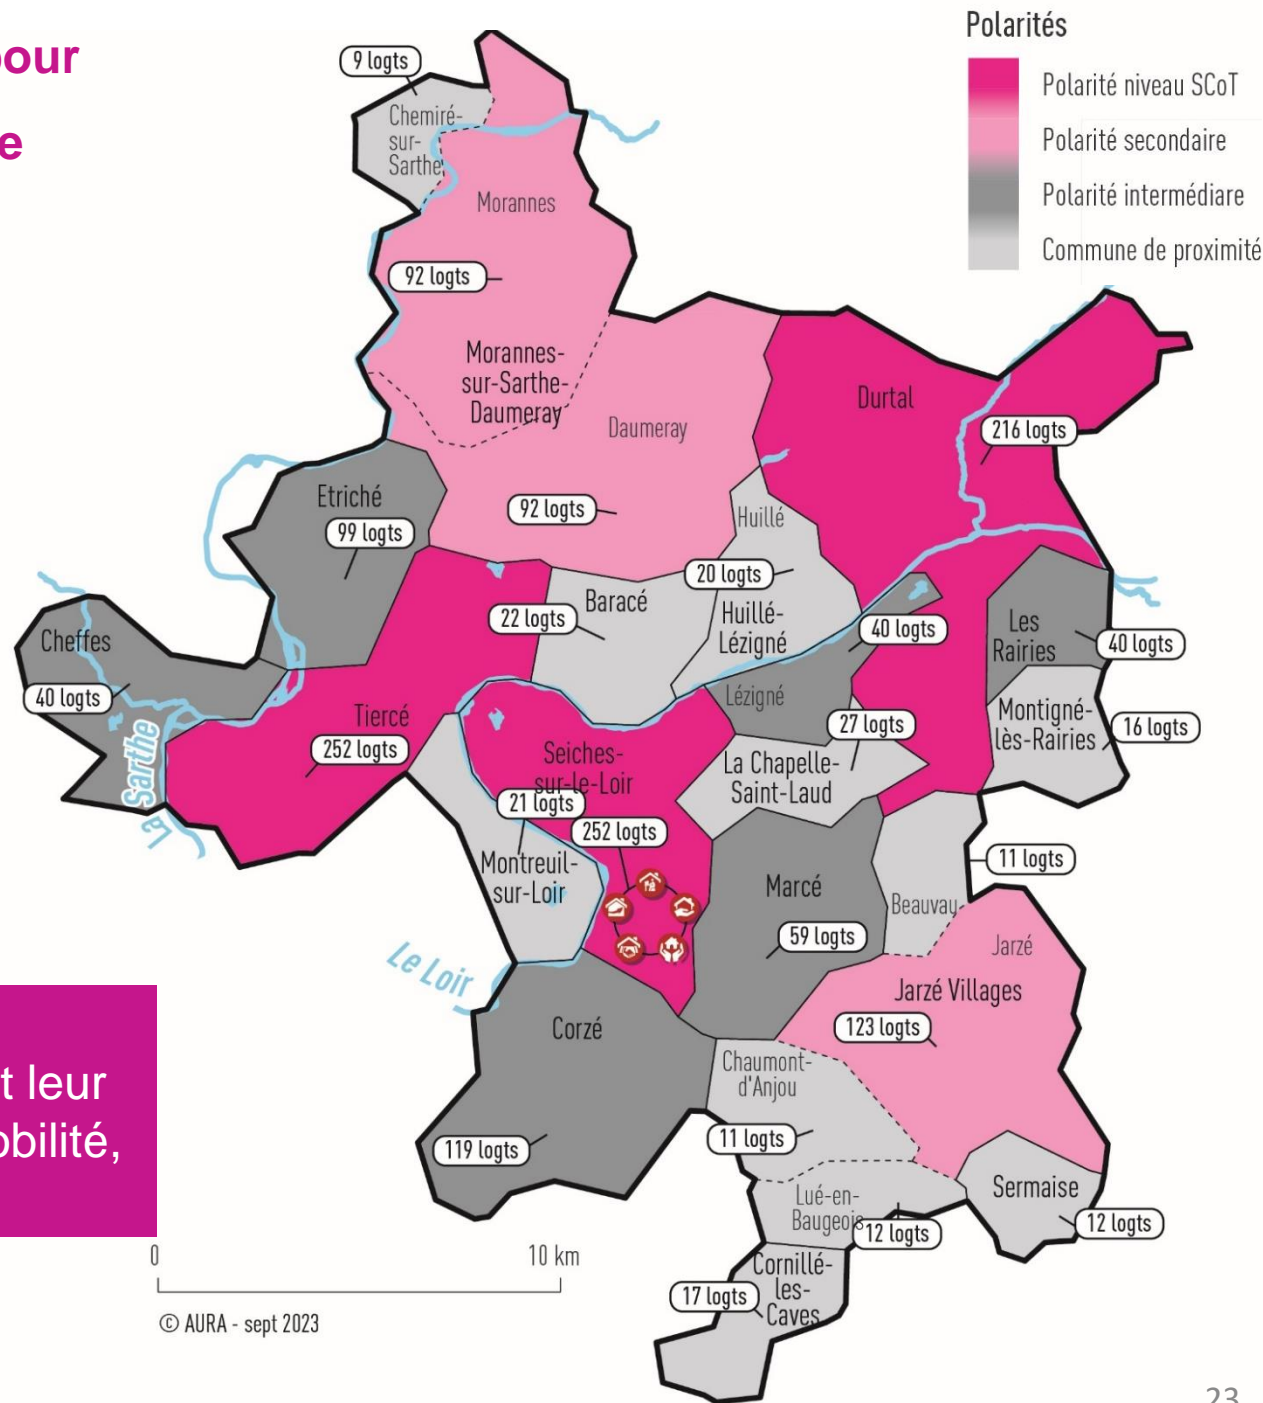 pour
e
Polarités
Polarité niveau SCoT
Polarité secondaire
Polarité intermédiare
Commune de proximité
9 logts
Chemiré-
sur-
Sarthe
Morannes
92 logts
Morannes-
sur-Sarthe-
Daumeray
Daumeray
92 logts
Durtal
216 logts
Etriché
99 logts
Huillé
20 logts
Huillé-
Lézigné
Baracé
22 logts
40 logts
Les
Rairies
40 logts
Cheffes
40 logts
La Sarthe
Tiercé
252 logts
Lézigné
27 logts
Montigné-
lès-Rairies
16 logts
Seiches-
sur-le-Loir
La Chapelle-
Saint-Laud
21 logts
252 logts
Montreuil-
sur-Loir
Marcé
59 logts
11 logts
Beauvay
Jarzé
Jarzé Villages
123 logts
Le Loir
Corzé
119 logts
Chaumont-
d'Anjou
11 logts
Lué-en-
Baugeois
12 logts
Sermaise
12 logts
Cornillé-
les-
Caves
17 logts
t leur
obilité,
0 10 km
© AURA - sept 2023
23